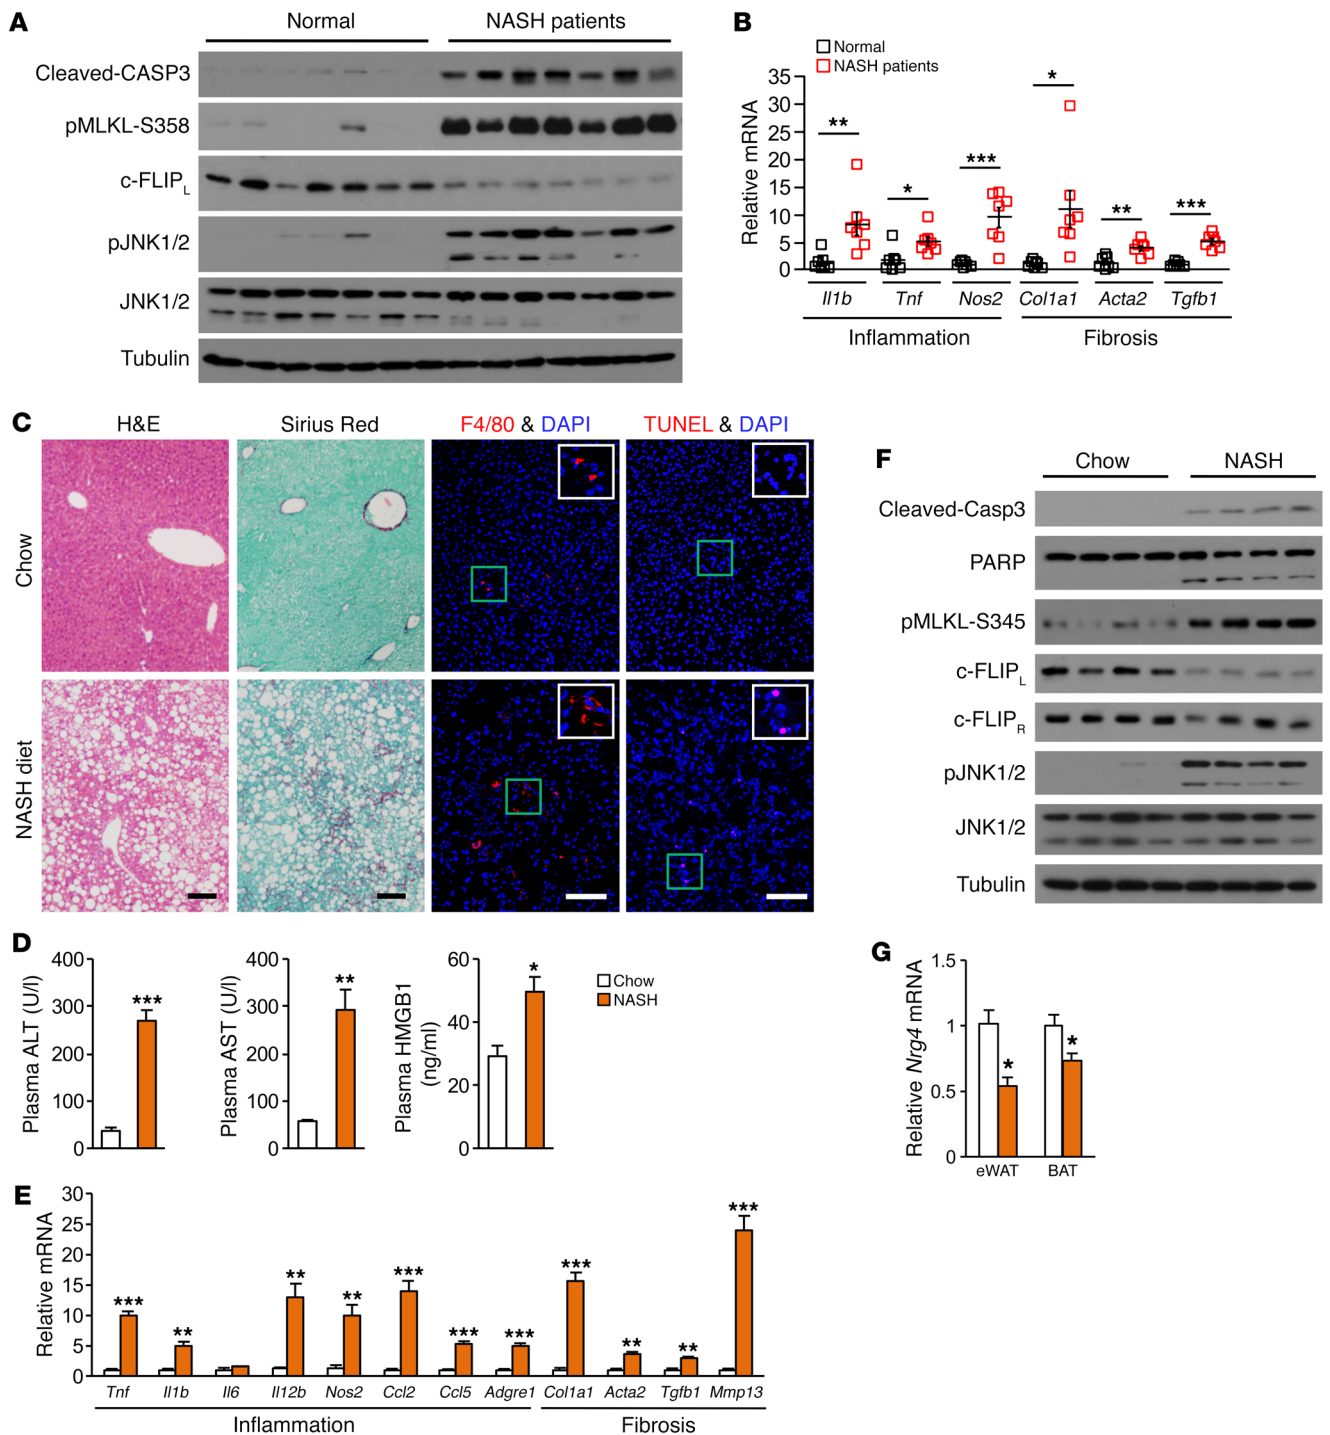 A
Normal NASH patients
Cleaved-CASP3
pMLKL-S358
c-FLIPL
pJNK1/2
JNK1/2
Tubulin
B
Normal
NASH patients
Relative mRNA
35
30
25
20
15
10
5
0
** * *** * ** ***
Il1b Tnf Nos2 Col1a1 Acta2 Tgfb1
Inflammation Fibrosis
C
H&E Sirius Red F4/80 & DAPI TUNEL & DAPI
Chow
NASH diet
F
Chow NASH
Cleaved-Casp3
PARP
pMLKL-S345
c-FLIPL
c-FLIPR
pJNK1/2
JNK1/2
Tubulin
D
Plasma ALT (U/l)
400
300
200
100
0
***
Plasma AST (U/l)
400
300
200
100
0
**
Plasma HMGB1
(ng/ml)
60
40
20
0
*
Chow
NASH
G
Relative Nrg4 mRNA
1.5
1
0.5
0
* *
eWAT BAT
E
Relative mRNA
30
25
20
15
10
5
0
*** ** ** ** *** *** *** *** ** ** ***
Tnf Il1b Il6 Il12b Nos2 Ccl2 Ccl5 Adgre1 Col1a1 Acta2 Tgfb1 Mmp13
Inflammation Fibrosis